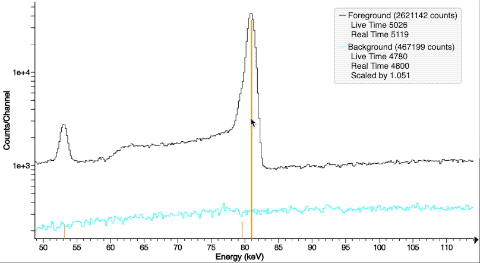 Foreground (2621142 counts)
Live Time 5026
Real Time 5119
Background (467199 counts)
Live Time 4780
Real Time 4800
Scaled by 1.051
Counts/Channel
1e+4
1e+3
50 55 60 65 70 75 80 85 90 95 100 105 110
Energy (keV)